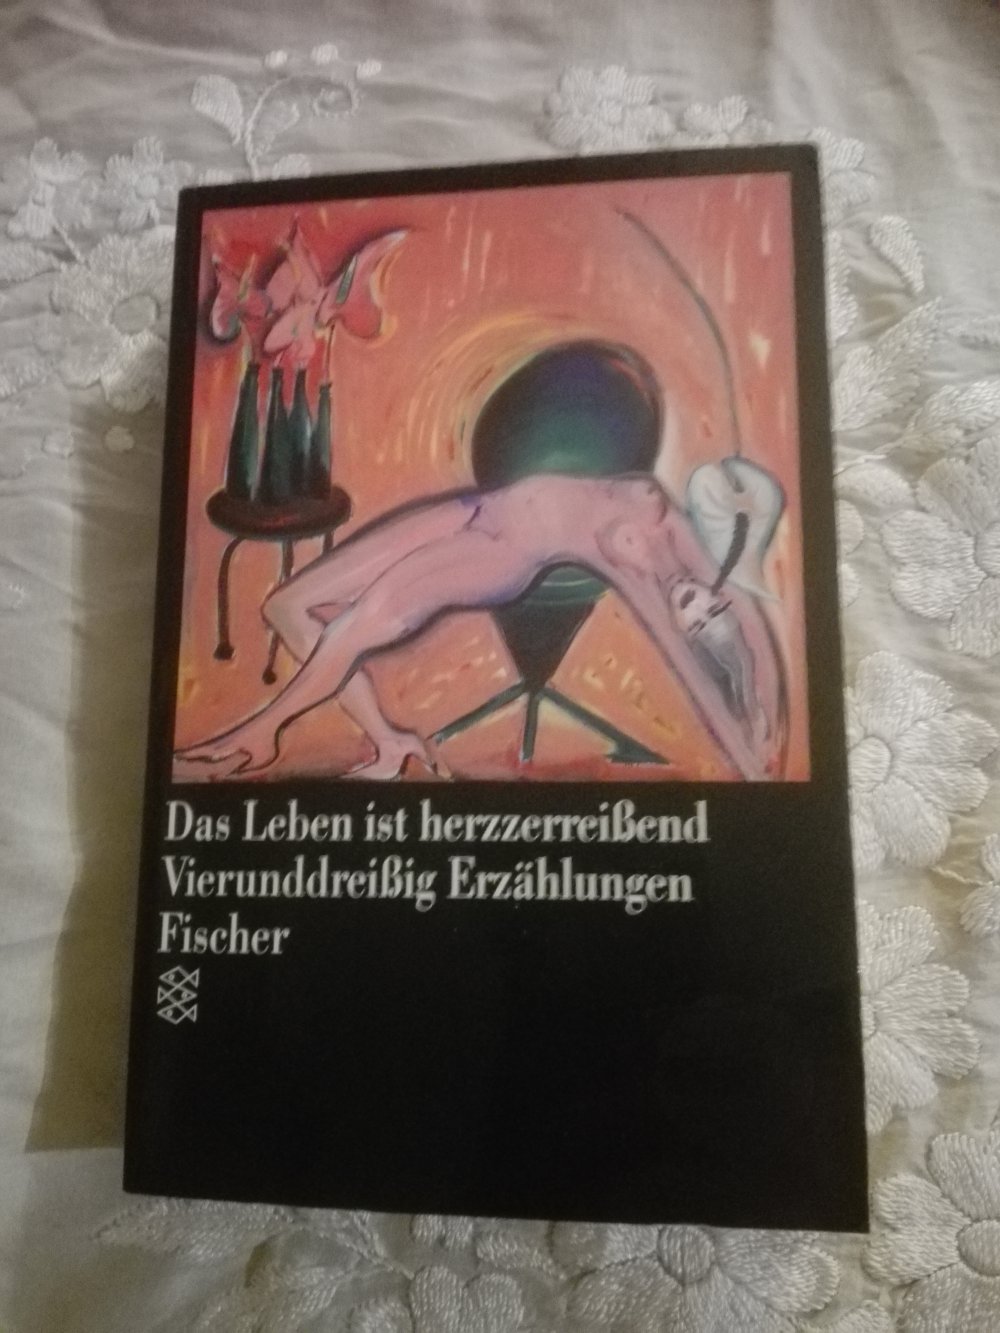 Das Leben ist herzzerreißend
Vierunddreißig Erzählungen
Fischer